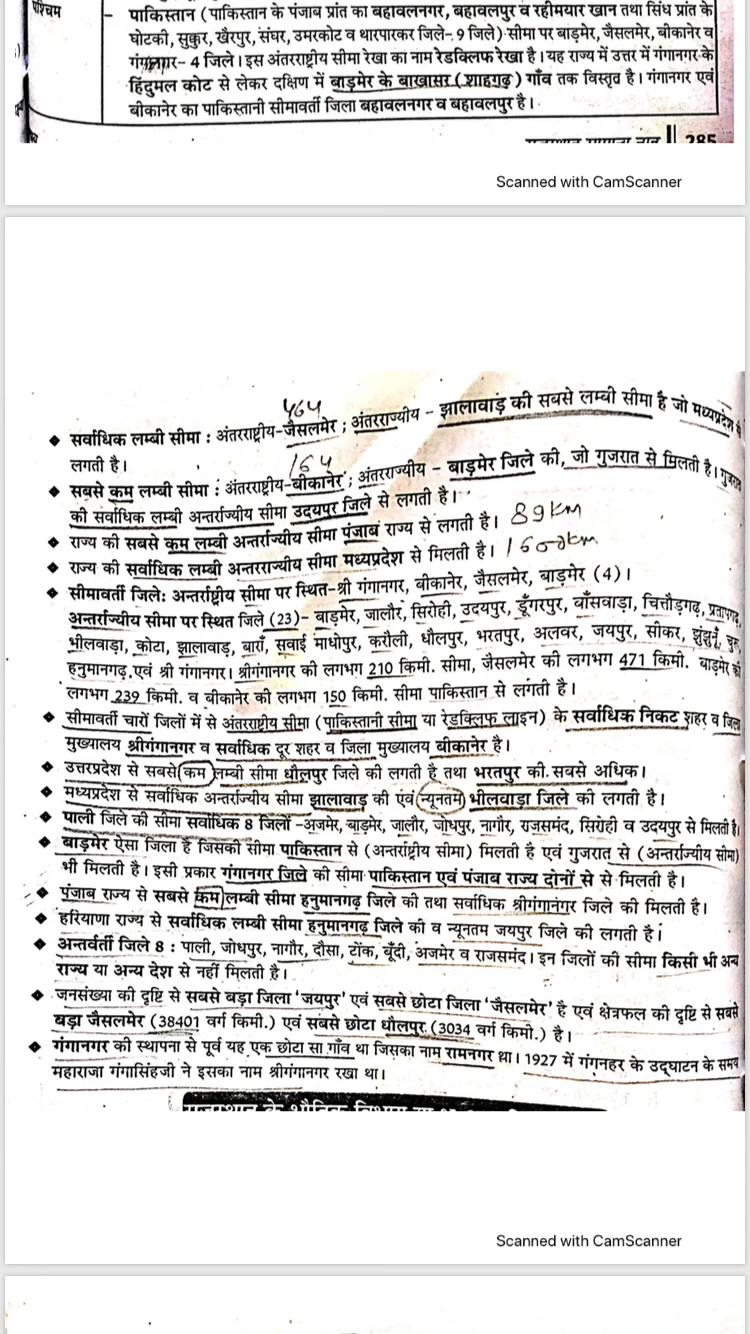 पश्चिम – पाकिस्तान (पाकिस्तान के पंजाब प्रांत का बहावलनगर, बहावलपुर व रहीमयार खान तथा सिंध प्रांत के
घोटकी, सुक्कुर, खैरपुर, संघर, उमरकोट व थारपारकर जिले- 9 जिले) सीमा पर बाड़मेर, जैसलमेर, बीकानेर व
गंगानगर- 4 जिले। इस अंतरराष्ट्रीय सीमा रेखा का नाम रेडक्लिफ रेखा है। यह राज्य में उत्तर में गंगानगर के
हिंदुमल कोट से लेकर दक्षिण में बाड़मेर के बाखासर (शाहगढ़) गाँव तक विस्तृत है। गंगानगर एवं
बीकानेर का पाकिस्तानी सीमावर्ती जिला बहावलनगर व बहावलपुर है।
285
Scanned with CamScanner
464
◆ सर्वाधिक लम्बी सीमा : अंतरराष्ट्रीय-जैसलमेर ; अंतरराज्यीय – झालावाड़ की सबसे लम्बी सीमा है जो मध्यप्रदेश से
लगती है।
164
◆ सबसे कम लम्बी सीमा : अंतरराष्ट्रीय-बीकानेर ; अंतरराज्यीय – बाड़मेर जिले की, जो गुजरात से मिलती है। गुजरात
की सर्वाधिक लम्बी अन्तर्राज्यीय सीमा उदयपुर जिले से लगती है।
◆ राज्य की सबसे कम लम्बी अन्तर्राज्यीय सीमा पंजाब राज्य से लगती है। 89km
◆ राज्य की सर्वाधिक लम्बी अन्तरराज्यीय सीमा मध्यप्रदेश से मिलती है। 1600km
◆ सीमावर्ति जिले: अन्तर्राष्ट्रीय सीमा पर स्थित-श्री गंगानगर, बीकानेर, जैसलमेर, बाड़मेर (4)।
अन्तर्राज्यीय सीमा पर स्थित जिले (23)- बाड़मेर, जालौर, सिरोही, उदयपुर, डूँगरपुर, बाँसवाड़ा, चित्तौड़गढ़, प्रतापगढ़,
भीलवाड़ा, कोटा, झालावाड़, बाराँ, सवाई माधोपुर, करौली, धौलपुर, भरतपुर, अलवर, जयपुर, सीकर, झुंझुनूँ, चुरू,
हनुमानगढ़ एवं श्री गंगानगर। श्रीगंगानगर की लगभग 210 किमी. सीमा, जैसलमेर की लगभग 471 किमी. बाड़मेर की
लगभग 239 किमी. व बीकानेर की लगभग 150 किमी. सीमा पाकिस्तान से लगती है।
◆ सीमावर्ती चारों जिलों में से अंतरराष्ट्रीय सीमा (पाकिस्तानी सीमा या रेडक्लिफ लाइन) के सर्वाधिक निकट शहर व जिला
मुख्यालय श्रीगंगानगर व सर्वाधिक दूर शहर व जिला मुख्यालय बीकानेर है।
◆ उत्तरप्रदेश से सबसे कम लम्बी सीमा धौलपुर जिले की लगती है तथा भरतपुर की सबसे अधिक।
◆ मध्यप्रदेश से सर्वाधिक अन्तर्राज्यीय सीमा झालावाड़ की एवं न्यूनतम भीलवाड़ा जिले की लगती है।
◆ पाली जिले की सीमा सर्वाधिक 8 जिलों -अजमेर, बाड़मेर, जालौर, जोधपुर, नागौर, राजसमंद, सिरोही व उदयपुर से मिलती है।
◆ बाड़मेर ऐसा जिला है जिसकी सीमा पाकिस्तान से (अन्तर्राष्ट्रीय सीमा) मिलती है एवं गुजरात से (अन्तर्राज्यीय सीमा)
भी मिलती है। इसी प्रकार गंगानगर जिले की सीमा पाकिस्तान एवं पंजाब राज्य दोनों से से मिलती है।
◆ पंजाब राज्य से सबसे कम लम्बी सीमा हनुमानगढ़ जिले की तथा सर्वाधिक श्रीगंगानगर जिले की मिलती है।
◆ हरियाणा राज्य से सर्वाधिक लम्बी सीमा हनुमानगढ़ जिले की व न्यूनतम जयपुर जिले की लगती है।
◆ अन्तर्वर्ती जिले 8 : पाली, जोधपुर, नागौर, दौसा, टोंक, बूँदी, अजमेर व राजसमंद। इन जिलों की सीमा किसी भी अन्य
राज्य या अन्य देश से नहीं मिलती है।
◆ जनसंख्या की दृष्टि से सबसे बड़ा जिला 'जयपुर' एवं सबसे छोटा जिला 'जैसलमेर' है एवं क्षेत्रफल की दृष्टि से सबसे
बड़ा जैसलमेर (38401 वर्ग किमी.) एवं सबसे छोटा धौलपुर (3034 वर्ग किमी.) है।
◆ गंगानगर की स्थापना से पूर्व यह एक छोटा सा गाँव था जिसका नाम रामनगर था। 1927 में गंगनहर के उद्घाटन के समय
महाराजा गंगासिंहजी ने इसका नाम श्रीगंगानगर रखा था।
Scanned with CamScanner